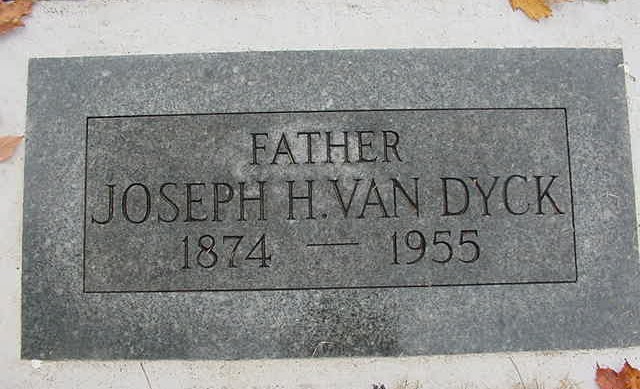 FATHER
JOSEPH H. VAN DYCK
1874 — 1955